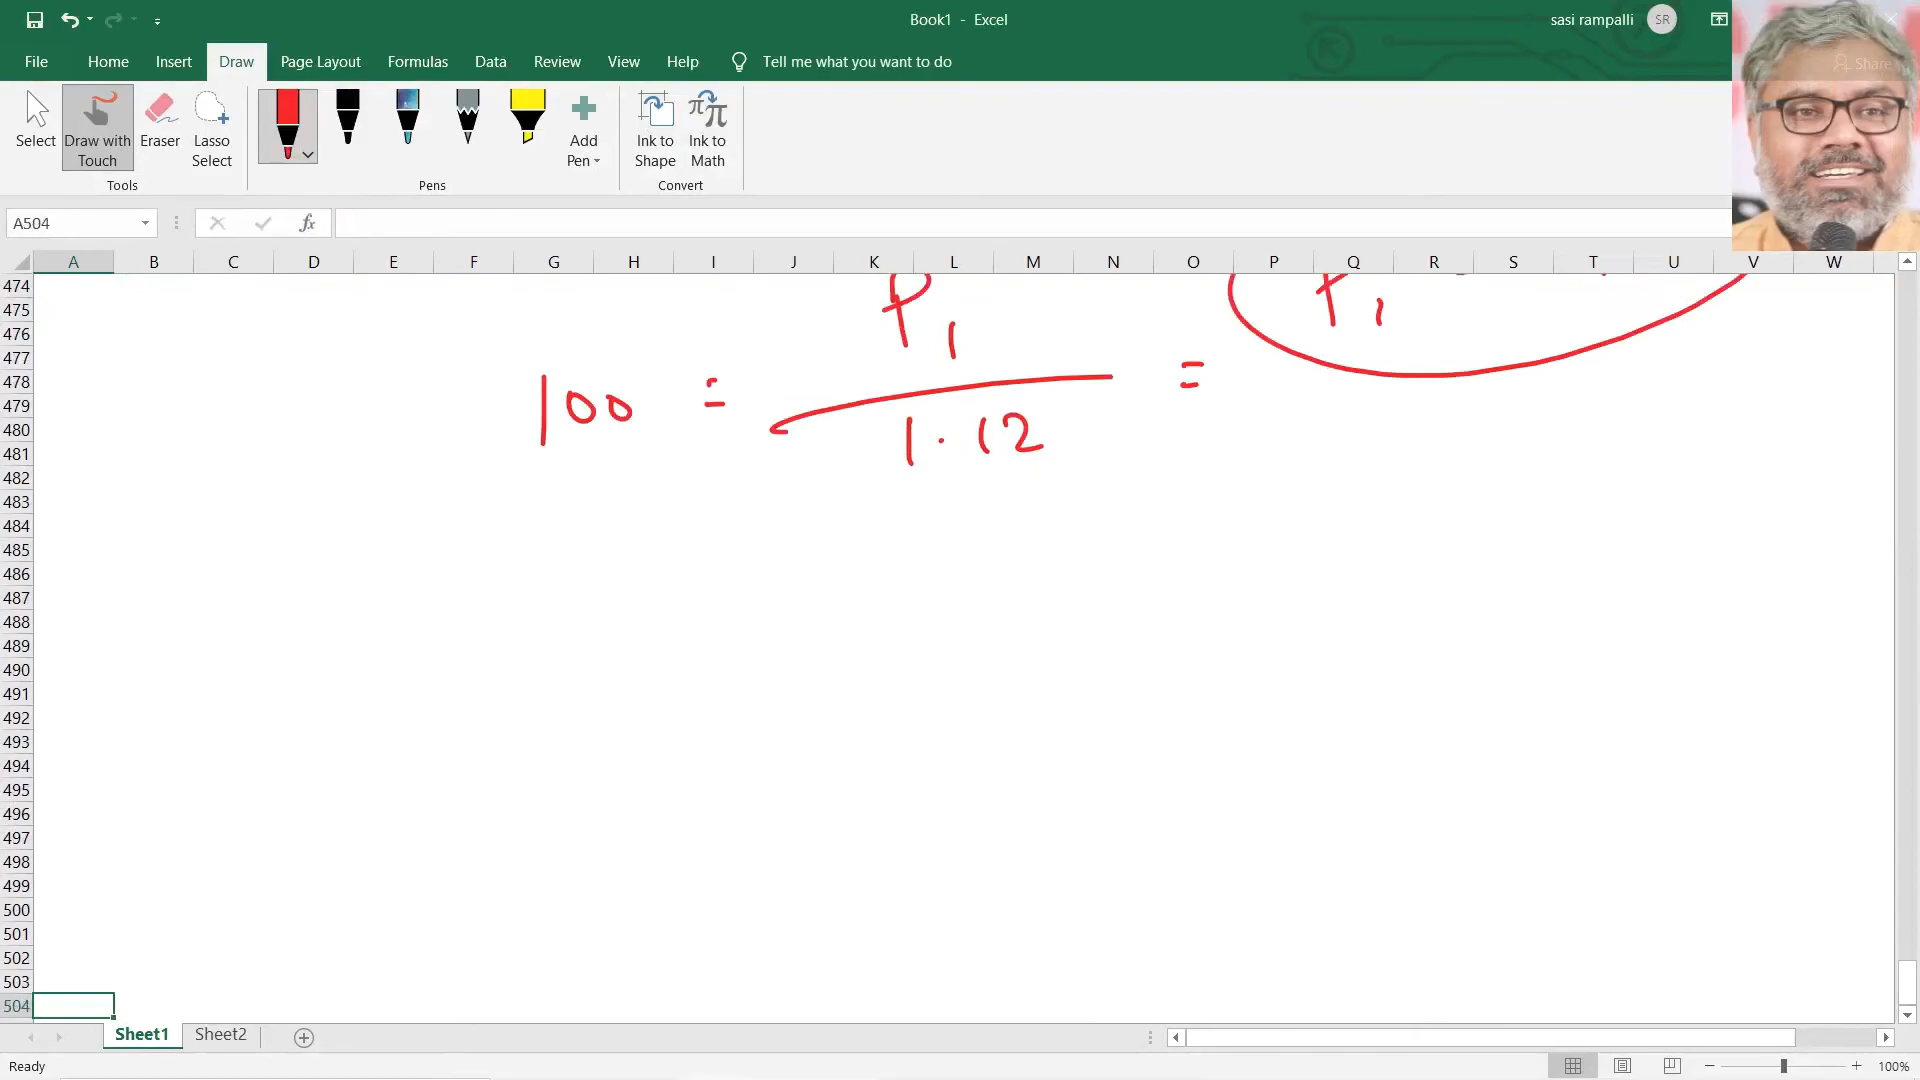 Book1 - Excel
sasi rampalli SR
File Home Insert Draw Page Layout Formulas Data Review View Help Tell me what you want to do Share
Select Draw with Touch Eraser Lasso Select Add Pen Ink to Shape Ink to Math
Tools Pens Convert
A504 fx
A B C D E F G H I J K L M N O P Q R S T U V W
474
475
476
477
478
479
480
481
482
483
484
485
486
487
488
489
490
491
492
493
494
495
496
497
498
499
500
501
502
503
504
P1 P1
100 = =
1.12
Sheet1 Sheet2
Ready 100%